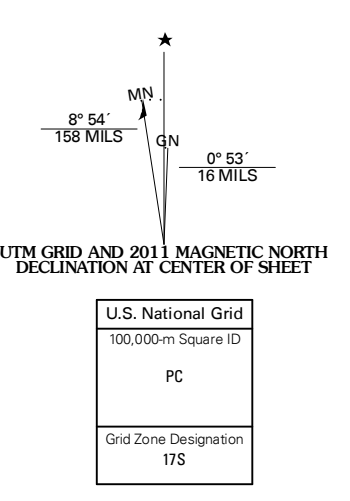 ★
MN
8° 54´
158 MILS
GN
0° 53´
16 MILS
UTM GRID AND 2011 MAGNETIC NORTH
DECLINATION AT CENTER OF SHEET
U.S. National Grid
100,000-m Square ID
PC
Grid Zone Designation
17S